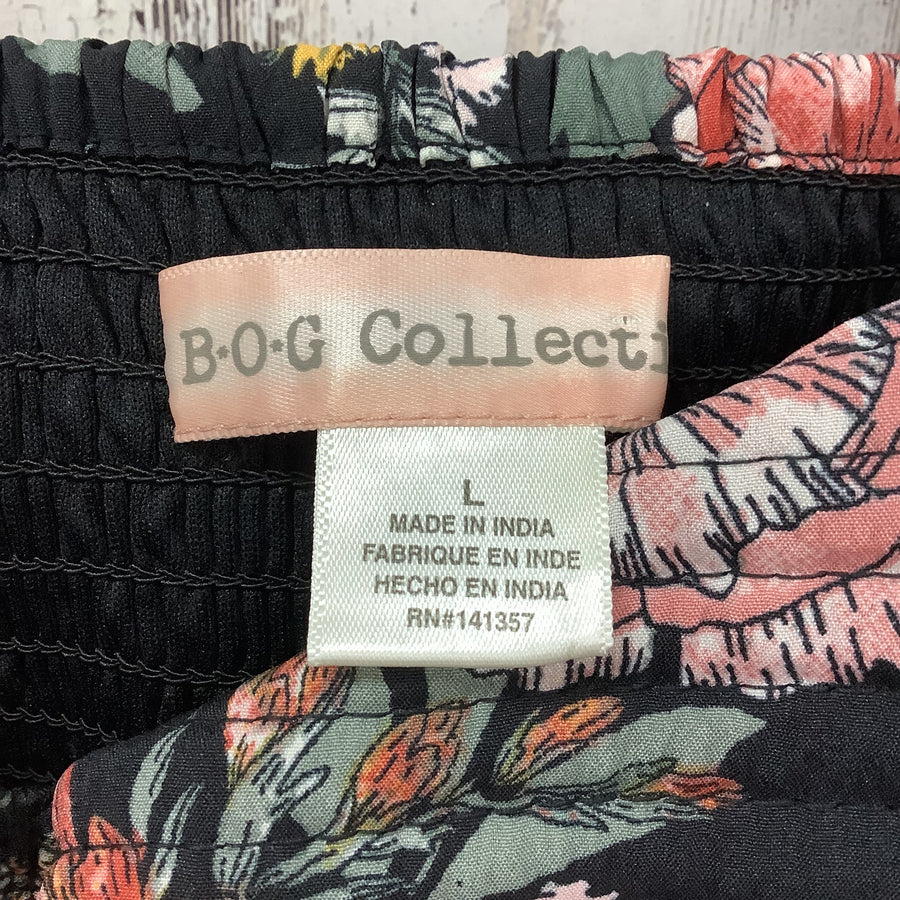 B•O•G Collecti
L
MADE IN INDIA
FABRIQUE EN INDE
HECHO EN INDIA
RN#141357